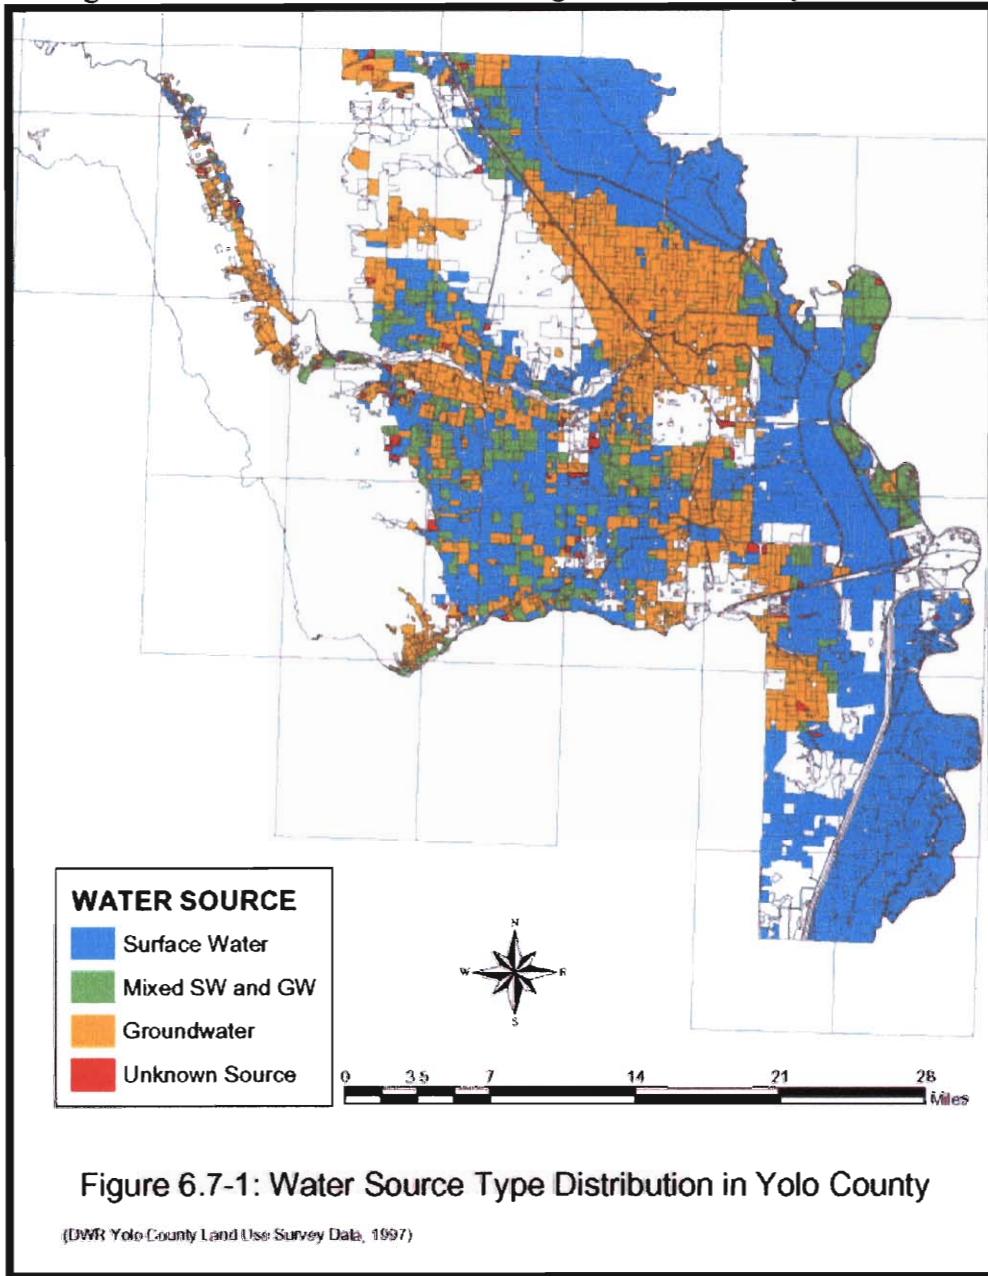 WATER SOURCE
Surface Water
Mixed SW and GW
Groundwater
Unknown Source
N
W
E
S
0 3.5 7 14 21 28
Miles
Figure 6.7-1: Water Source Type Distribution in Yolo County
(DWR Yolo County Land Use Survey Data, 1997)